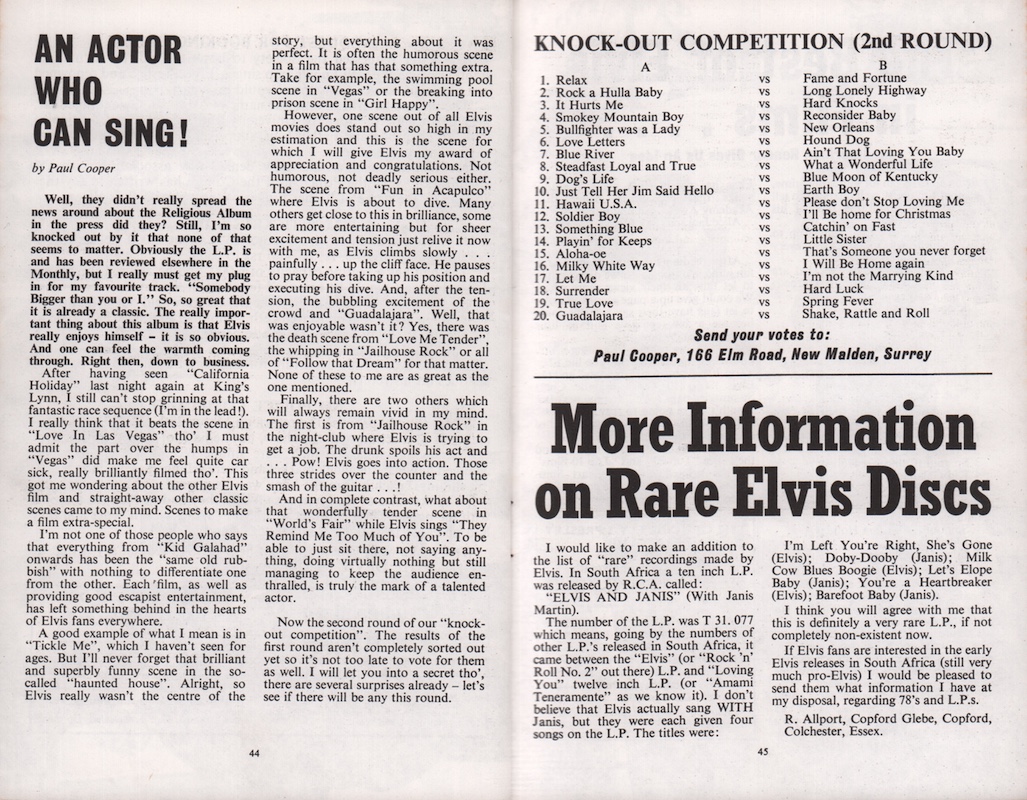 AN ACTOR
WHO
CAN SING!
by Paul Cooper
Well, they didn't really spread the
news around about the Religious Album
in the press did they? Still, I'm so
knocked out by it that none of that
seems to matter. Obviously the L.P. is
and has been reviewed elsewhere in the
Monthly, but I really must get my plug
in for my favourite track. "Somebody
Bigger than you or I." So, so great that
it is already a classic. The really impor-
tant thing about this album is that Elvis
really enjoys himself – it is so obvious.
And one can feel the warmth coming
through. Right then, down to business.
After having seen "California
Holiday" last night again at King's
Lynn, I still can't stop grinning at that
fantastic race sequence (I'm in the lead!).
I really think that it beats the scene in
"Love In Las Vegas" tho' I must
admit the part over the humps in
"Vegas" did make me feel quite car
sick, really brilliantly filmed tho'. This
got me wondering about the other Elvis
film and straight-away other classic
scenes came to my mind. Scenes to make
a film extra-special.
I'm not one of those people who says
that everything from "Kid Galahad"
onwards has been the "same old rub-
bish" with nothing to differentiate one
from the other. Each film, as well as
providing good escapist entertainment,
has left something behind in the hearts
of Elvis fans everywhere.
A good example of what I mean is in
"Tickle Me", which I haven't seen for
ages. But I'll never forget that brilliant
and superbly funny scene in the so-
called "haunted house". Alright, so
Elvis really wasn't the centre of the
story, but everything about it was
perfect. It is often the humorous scene
in a film that has that something extra.
Take for example, the swimming pool
scene in "Vegas" or the breaking into
prison scene in "Girl Happy".
However, one scene out of all Elvis
movies does stand out so high in my
estimation and this is the scene for
which I will give Elvis my award of
appreciation and congratulations. Not
humorous, not deadly serious either.
The scene from "Fun in Acapulco"
where Elvis is about to dive. Many
others get close to this in brilliance, some
are more entertaining but for sheer
excitement and tension just relive it now
with me, as Elvis climbs slowly . . .
painfully . . . up the cliff face. He pauses
to pray before taking up his position and
executing his dive. And, after the ten-
sion, the bubbling excitement of the
crowd and "Guadalajara". Well, that
was enjoyable wasn't it? Yes, there was
the death scene from "Love Me Tender",
the whipping in "Jailhouse Rock" or all
of "Follow that Dream" for that matter.
None of these to me are as great as the
one mentioned.
Finally, there are two others which
will always remain vivid in my mind.
The first is from "Jailhouse Rock" in
the night-club where Elvis is trying to
get a job. The drunk spoils his act and
. . . Pow! Elvis goes into action. Those
three strides over the counter and the
smash of the guitar . . .!
And in complete contrast, what about
that wonderfully tender scene in
"World's Fair" while Elvis sings "They
Remind Me Too Much of You". To be
able to just sit there, not saying any-
thing, doing virtually nothing but still
managing to keep the audience en-
thralled, is truly the mark of a talented
actor.
Now the second round of our "knock-
out competition". The results of the
first round aren't completely sorted out
yet so it's not too late to vote for them
as well. I will let you into a secret tho',
there are several surprises already – let's
see if there will be any this round.
44
KNOCK-OUT COMPETITION (2nd ROUND)
A B
1. Relax vs Fame and Fortune
2. Rock a Hulla Baby vs Long Lonely Highway
3. It Hurts Me vs Hard Knocks
4. Smokey Mountain Boy vs Reconsider Baby
5. Bullfighter was a Lady vs New Orleans
6. Love Letters vs Hound Dog
7. Blue River vs Ain't That Loving You Baby
8. Steadfast Loyal and True vs What a Wonderful Life
9. Dog's Life vs Blue Moon of Kentucky
10. Just Tell Her Jim Said Hello vs Earth Boy
11. Hawaii U.S.A. vs Please don't Stop Loving Me
12. Soldier Boy vs I'll Be home for Christmas
13. Something Blue vs Catchin' on Fast
14. Playin' for Keeps vs Little Sister
15. Aloha-oe vs That's Someone you never forget
16. Milky White Way vs I Will Be Home again
17. Let Me vs I'm not the Marrying Kind
18. Surrender vs Hard Luck
19. True Love vs Spring Fever
20. Guadalajara vs Shake, Rattle and Roll
Send your votes to:
Paul Cooper, 166 Elm Road, New Malden, Surrey
More Information
on Rare Elvis Discs
I would like to make an addition to
the list of "rare" recordings made by
Elvis. In South Africa a ten inch L.P.
was released by R.C.A. called:
"ELVIS AND JANIS" (With Janis
Martin).
The number of the L.P. was T 31. 077
which means, going by the numbers of
other L.P.'s released in South Africa, it
came between the "Elvis" (or "Rock 'n'
Roll No. 2" out there) L.P. and "Loving
You" twelve inch L.P. (or "Amami
Teneramente" as we know it). I don't
believe that Elvis actually sang WITH
Janis, but they were each given four
songs on the L.P. The titles were:
I'm Left You're Right, She's Gone
(Elvis); Doby-Dooby (Janis); Milk
Cow Blues Boogie (Elvis); Let's Elope
Baby (Janis); You're a Heartbreaker
(Elvis); Barefoot Baby (Janis).
I think you will agree with me that
this is definitely a very rare L.P., if not
completely non-existent now.
If Elvis fans are interested in the early
Elvis releases in South Africa (still very
much pro-Elvis) I would be pleased to
send them what information I have at
my disposal, regarding 78's and L.P.s.
R. Allport, Copford Glebe, Copford,
Colchester, Essex.
45